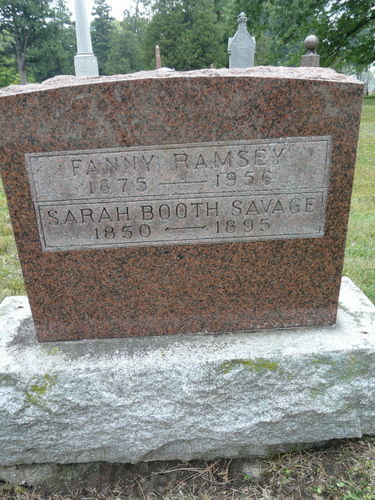 FANNY RAMSEY
1875 — 1956
SARAH BOOTH SAVAGE
1850 — 1895